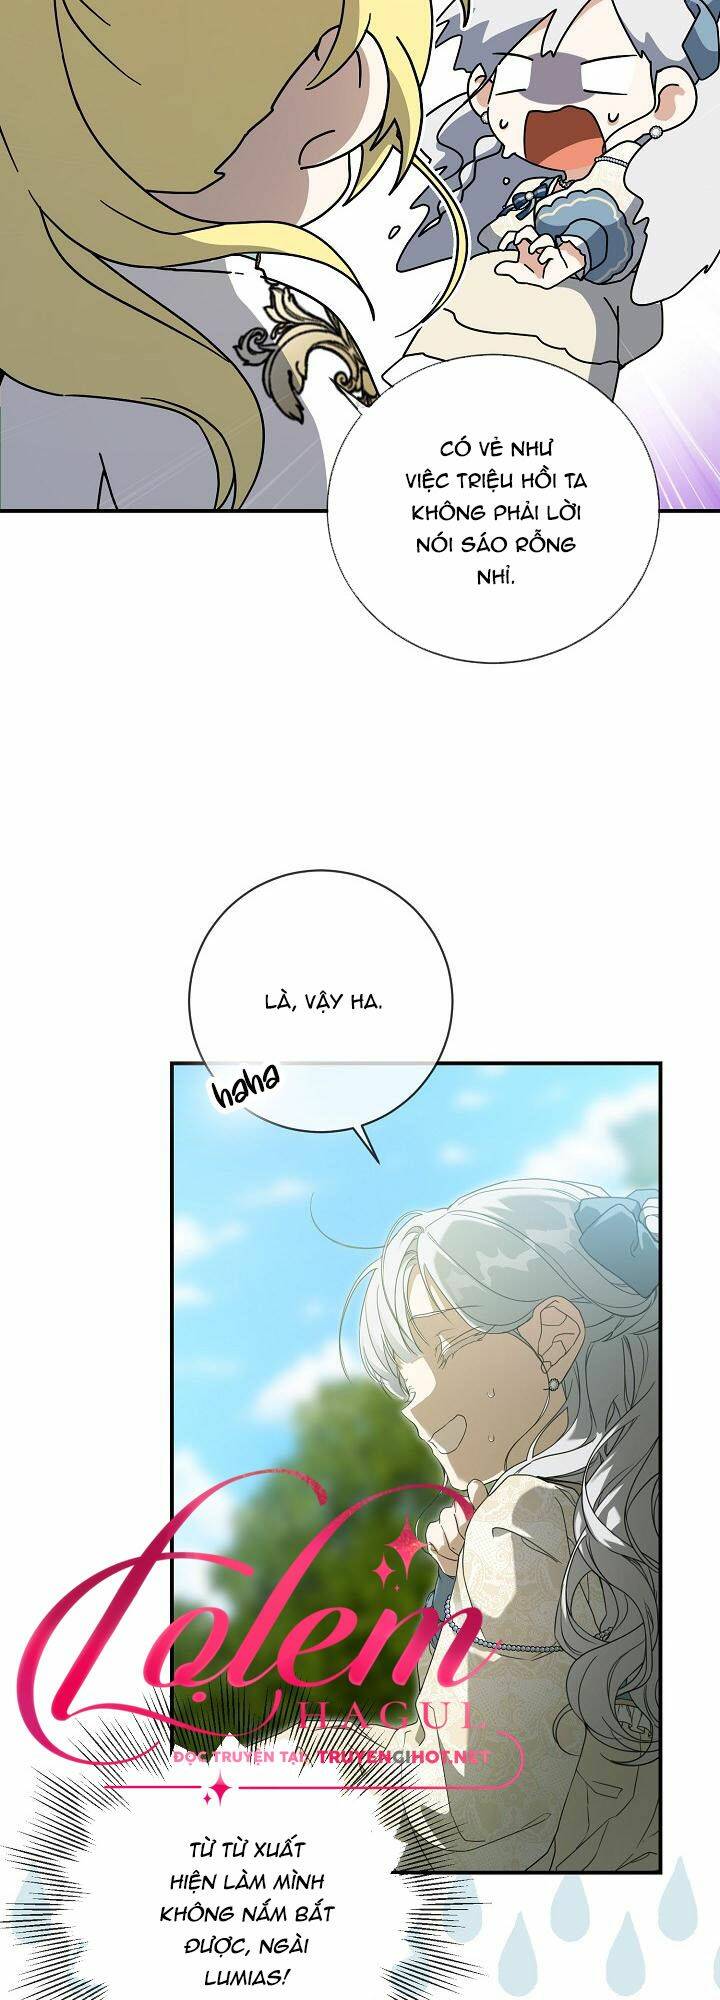 CÓ VẺ NHƯ
VIỆC TRIỆU HỒI TA
KHÔNG PHẢI LỜI
NÓI SÁO RỖNG
NHỈ.
LÀ, VẬY HA.
haha
Lọlem
HAGUL
ĐỌC TRUYỆN TẠI: TRUYENGIHOT.NET
TỪ TỪ XUẤT
HIỆN LÀM MÌNH
KHÔNG NẮM BẮT
ĐƯỢC, NGÀI
LUMIAS!